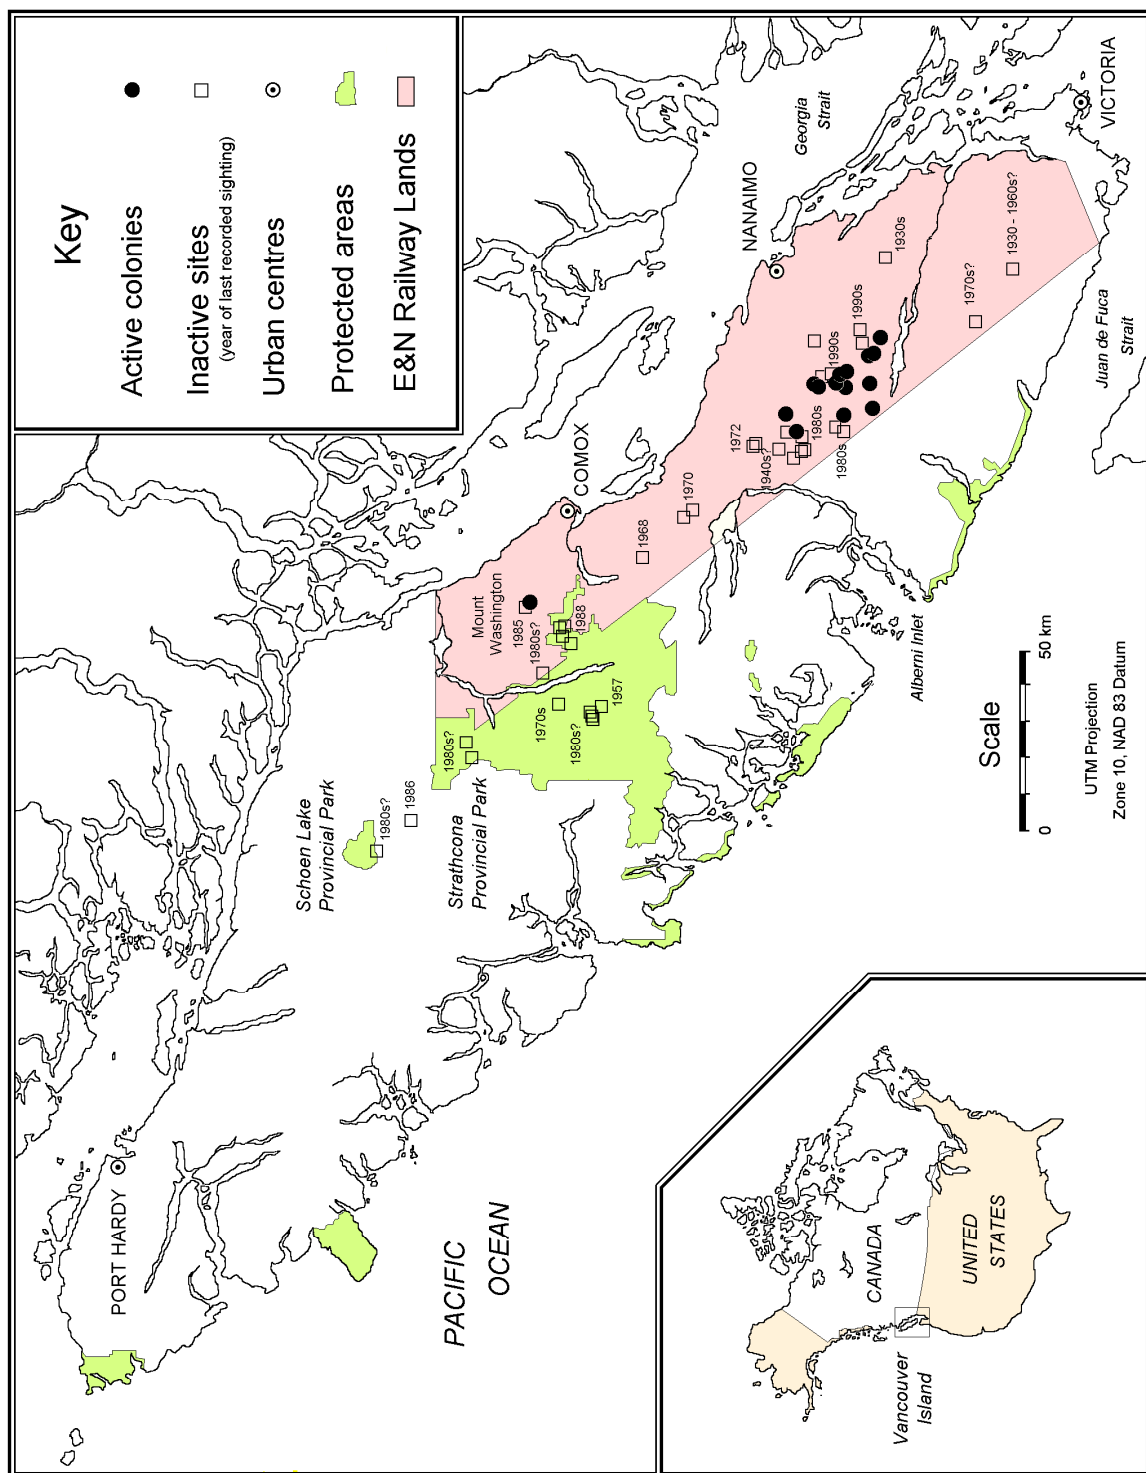 Key
Active colonies
Inactive sites
(year of last recorded sighting)
Urban centres
Protected areas
E&N Railway Lands
PORT HARDY
Schoen Lake
Provincial Park
1980s?
1986
Strathcona
Provincial Park
1980s?
Mount
Washington
1985
1980s?
1988
1970s
1980s?
1957
COMOX
1968
1970
1972
1940s?
1980s
1980s
1990s
1990s
NANAIMO
1930s
1970s?
1930 - 1960s?
Georgia
Strait
VICTORIA
Juan de Fuca
Strait
Alberni Inlet
PACIFIC
OCEAN
Scale
0
50 km
UTM Projection
Zone 10, NAD 83 Datum
CANADA
UNITED
STATES
Vancouver
Island